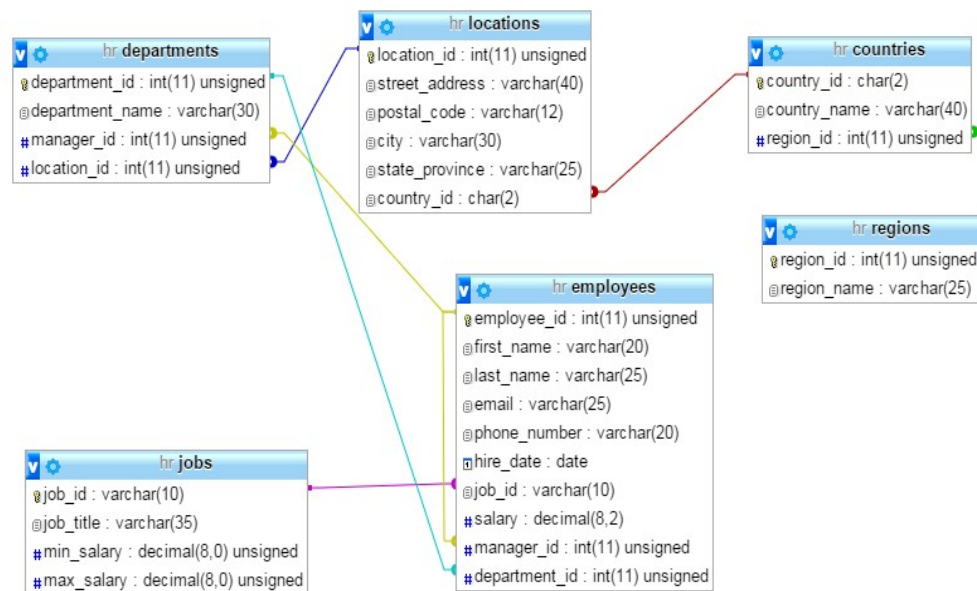 hr departments
department_id : int(11) unsigned
department_name : varchar(30)
manager_id : int(11) unsigned
location_id : int(11) unsigned
hr locations
location_id : int(11) unsigned
street_address : varchar(40)
postal_code : varchar(12)
city : varchar(30)
state_province : varchar(25)
country_id : char(2)
hr countries
country_id : char(2)
country_name : varchar(40)
region_id : int(11) unsigned
hr regions
region_id : int(11) unsigned
region_name : varchar(25)
hr employees
employee_id : int(11) unsigned
first_name : varchar(20)
last_name : varchar(25)
email : varchar(25)
phone_number : varchar(20)
hire_date : date
job_id : varchar(10)
salary : decimal(8,2)
manager_id : int(11) unsigned
department_id : int(11) unsigned
hr jobs
job_id : varchar(10)
job_title : varchar(35)
min_salary : decimal(8,0) unsigned
max_salary : decimal(8,0) unsigned